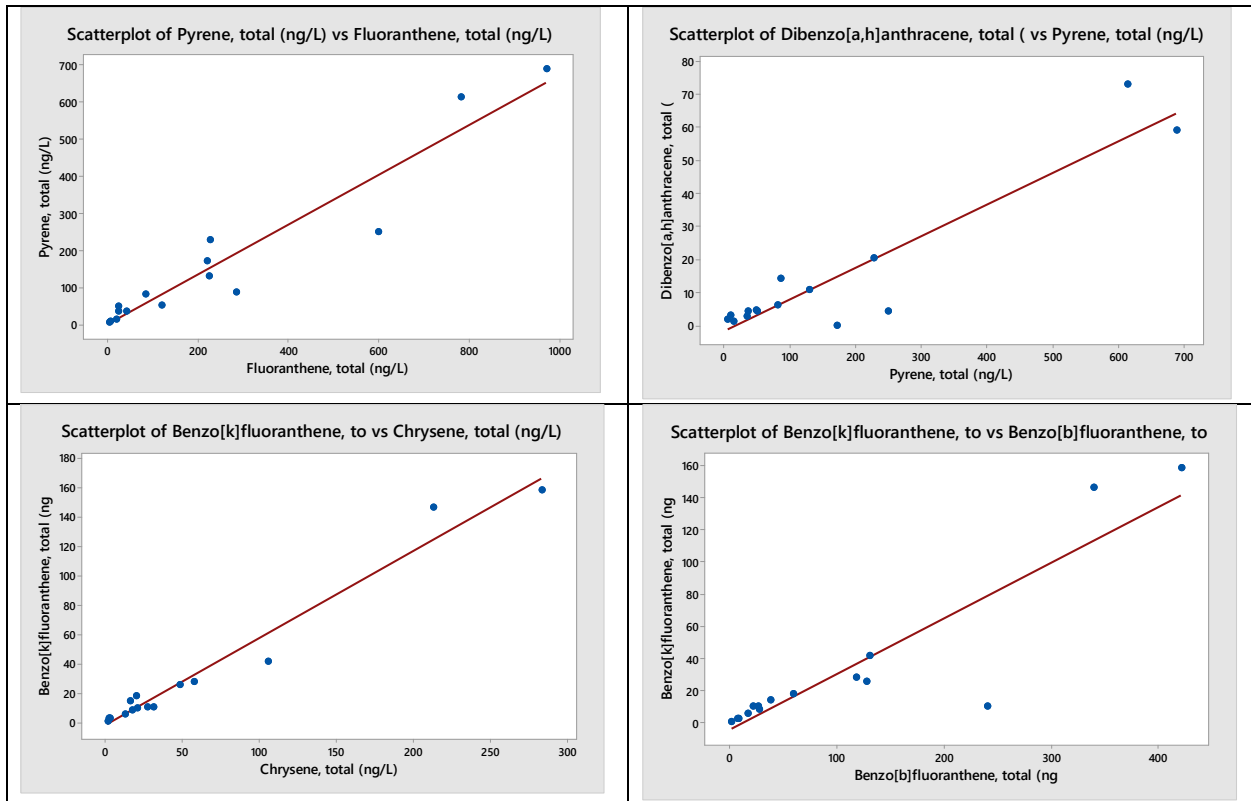 Scatterplot of Pyrene, total (ng/L) vs Fluoranthene, total (ng/L)
700
600
500
400
300
200
100
0
Pyrene, total (ng/L)
0 200 400 600 800 1000
Fluoranthene, total (ng/L)
Scatterplot of Dibenzo[a,h]anthracene, total ( vs Pyrene, total (ng/L)
80
70
60
50
40
30
20
10
0
Dibenzo[a,h]anthracene, total (
0 100 200 300 400 500 600 700
Pyrene, total (ng/L)
Scatterplot of Benzo[k]fluoranthene, to vs Chrysene, total (ng/L)
180
160
140
120
100
80
60
40
20
0
Benzo[k]fluoranthene, total (ng
0 50 100 150 200 250 300
Chrysene, total (ng/L)
Scatterplot of Benzo[k]fluoranthene, to vs Benzo[b]fluoranthene, to
160
140
120
100
80
60
40
20
0
Benzo[k]fluoranthene, total (ng
0 100 200 300 400
Benzo[b]fluoranthene, total (ng